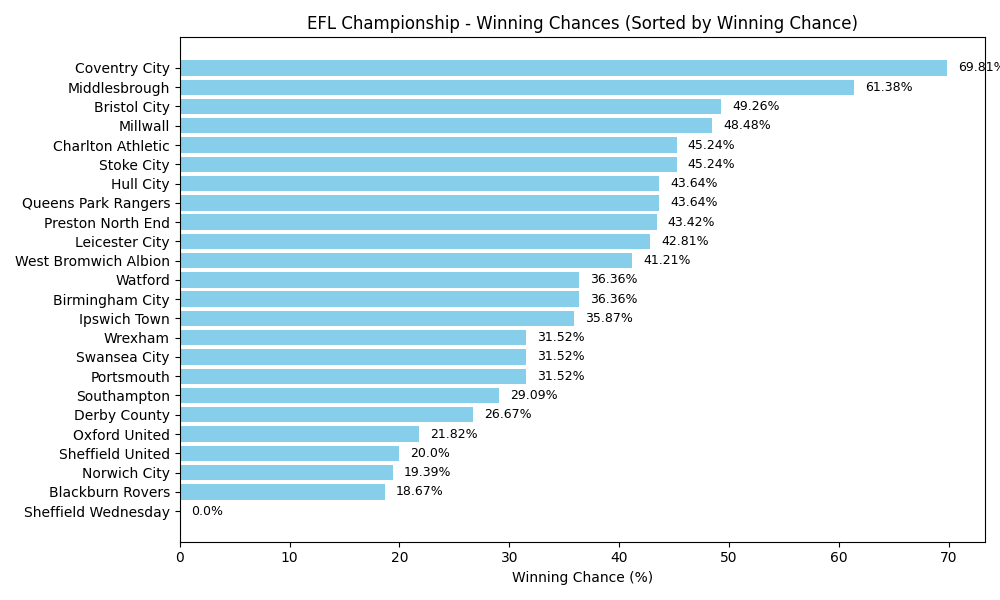 EFL Championship - Winning Chances (Sorted by Winning Chance)
Coventry City 69.81%
Middlesbrough 61.38%
Bristol City 49.26%
Millwall 48.48%
Charlton Athletic 45.24%
Stoke City 45.24%
Hull City 43.64%
Queens Park Rangers 43.64%
Preston North End 43.42%
Leicester City 42.81%
West Bromwich Albion 41.21%
Watford 36.36%
Birmingham City 36.36%
Ipswich Town 35.87%
Wrexham 31.52%
Swansea City 31.52%
Portsmouth 31.52%
Southampton 29.09%
Derby County 26.67%
Oxford United 21.82%
Sheffield United 20.0%
Norwich City 19.39%
Blackburn Rovers 18.67%
Sheffield Wednesday 0.0%
0 10 20 30 40 50 60 70
Winning Chance (%)